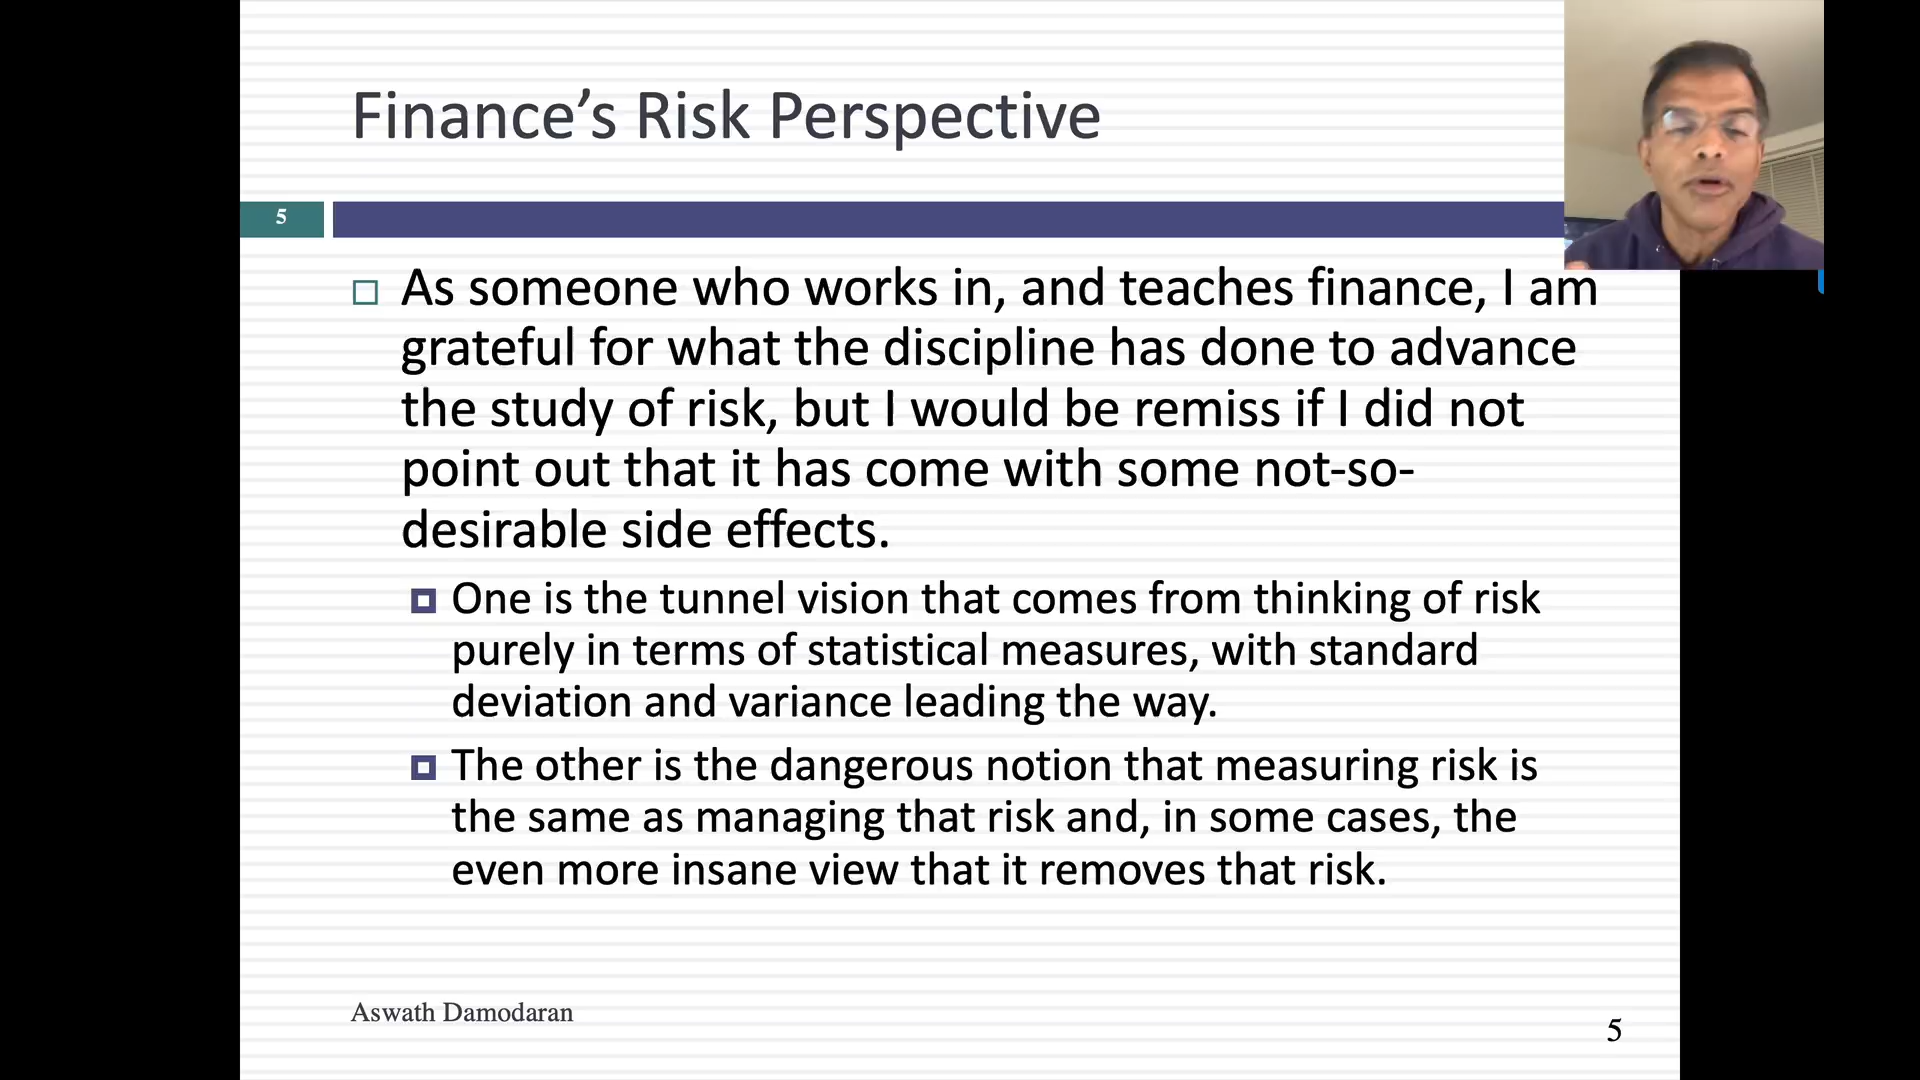 Finance’s Risk Perspective
5
As someone who works in, and teaches finance, I am
grateful for what the discipline has done to advance
the study of risk, but I would be remiss if I did not
point out that it has come with some not-so-
desirable side effects.
One is the tunnel vision that comes from thinking of risk
purely in terms of statistical measures, with standard
deviation and variance leading the way.
The other is the dangerous notion that measuring risk is
the same as managing that risk and, in some cases, the
even more insane view that it removes that risk.
Aswath Damodaran
5